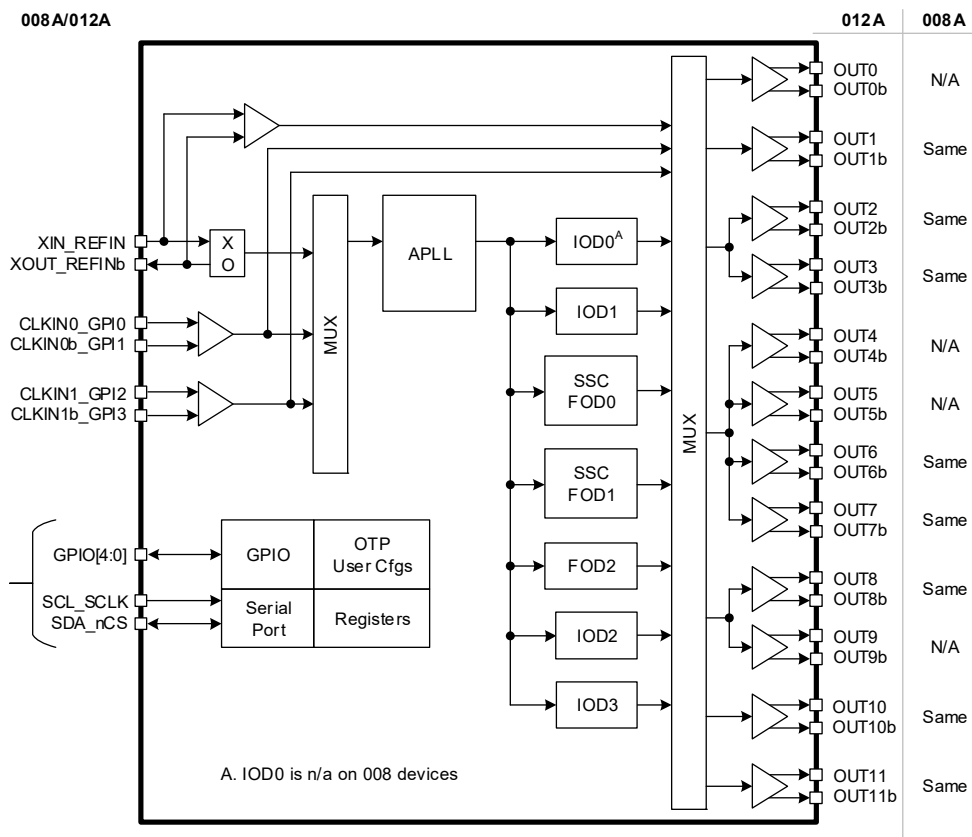 008A/012A
012A
008A
OUT0
OUT0b
N/A
OUT1
OUT1b
Same
OUT2
OUT2b
Same
OUT3
OUT3b
Same
OUT4
OUT4b
N/A
OUT5
OUT5b
N/A
OUT6
OUT6b
Same
OUT7
OUT7b
Same
OUT8
OUT8b
Same
OUT9
OUT9b
N/A
OUT10
OUT10b
Same
OUT11
OUT11b
Same
XIN_REFIN
XOUT_REFINb
X
O
CLKIN0_GPI0
CLKIN0b_GPI1
CLKIN1_GPI2
CLKIN1b_GPI3
MUX
APLL
IOD0A
IOD1
SSC
FOD0
SSC
FOD1
FOD2
IOD2
IOD3
MUX
GPIO[4:0]
SCL_SCLK
SDA_nCS
GPIO
OTP
User Cfgs
Serial
Port
Registers
A. IOD0 is n/a on 008 devices